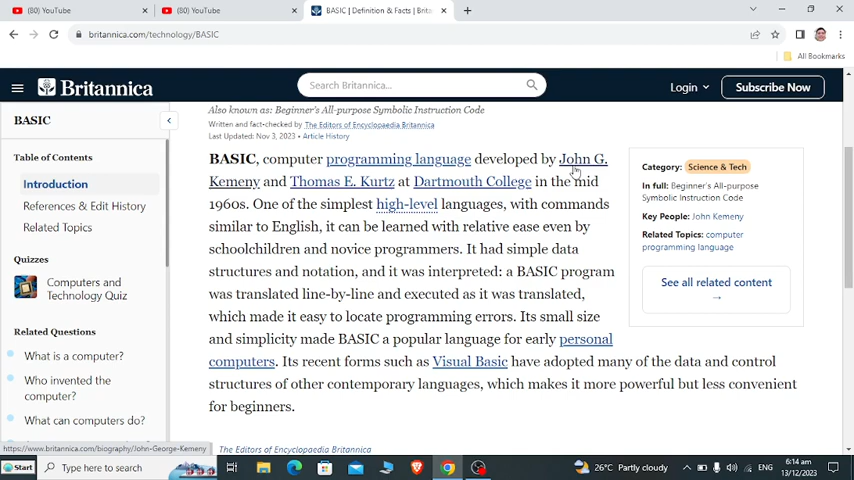 (80) YouTube
(80) YouTube
BASIC | Definition & Facts | Brita
britannica.com/technology/BASIC
All Bookmarks
Britannica
Search Britannica...
Login
Subscribe Now
BASIC
Table of Contents
Introduction
References & Edit History
Related Topics
Quizzes
Computers and
Technology Quiz
Related Questions
What is a computer?
Who invented the
computer?
What can computers do?
Also known as: Beginner's All-purpose Symbolic Instruction Code
Written and fact-checked by The Editors of Encyclopaedia Britannica
Last Updated: Nov 3, 2023 • Article History
BASIC, computer programming language developed by John G.
Kemeny and Thomas E. Kurtz at Dartmouth College in the mid
1960s. One of the simplest high-level languages, with commands
similar to English, it can be learned with relative ease even by
schoolchildren and novice programmers. It had simple data
structures and notation, and it was interpreted: a BASIC program
was translated line-by-line and executed as it was translated,
which made it easy to locate programming errors. Its small size
and simplicity made BASIC a popular language for early personal
computers. Its recent forms such as Visual Basic have adopted many of the data and control
structures of other contemporary languages, which makes it more powerful but less convenient
for beginners.
The Editors of Encyclopaedia Britannica
Category: Science & Tech
In full: Beginner's All-purpose
Symbolic Instruction Code
Key People: John Kemeny
Related Topics: computer
programming language
See all related content
→
https://www.britannica.com/biography/John-George-Kemeny
Start
Type here to search
26°C Partly cloudy
ENG
6:14 am
13/12/2023